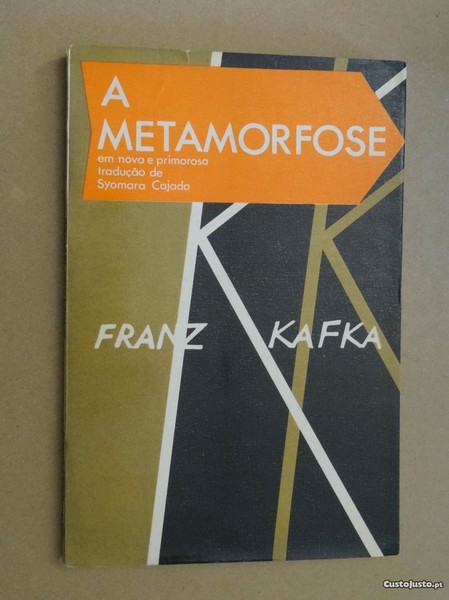 A
METAMORFOSE
em nova e primorosa
tradução de
Syomara Cajado
FRANZ KAFKA
CustoJusto.pt